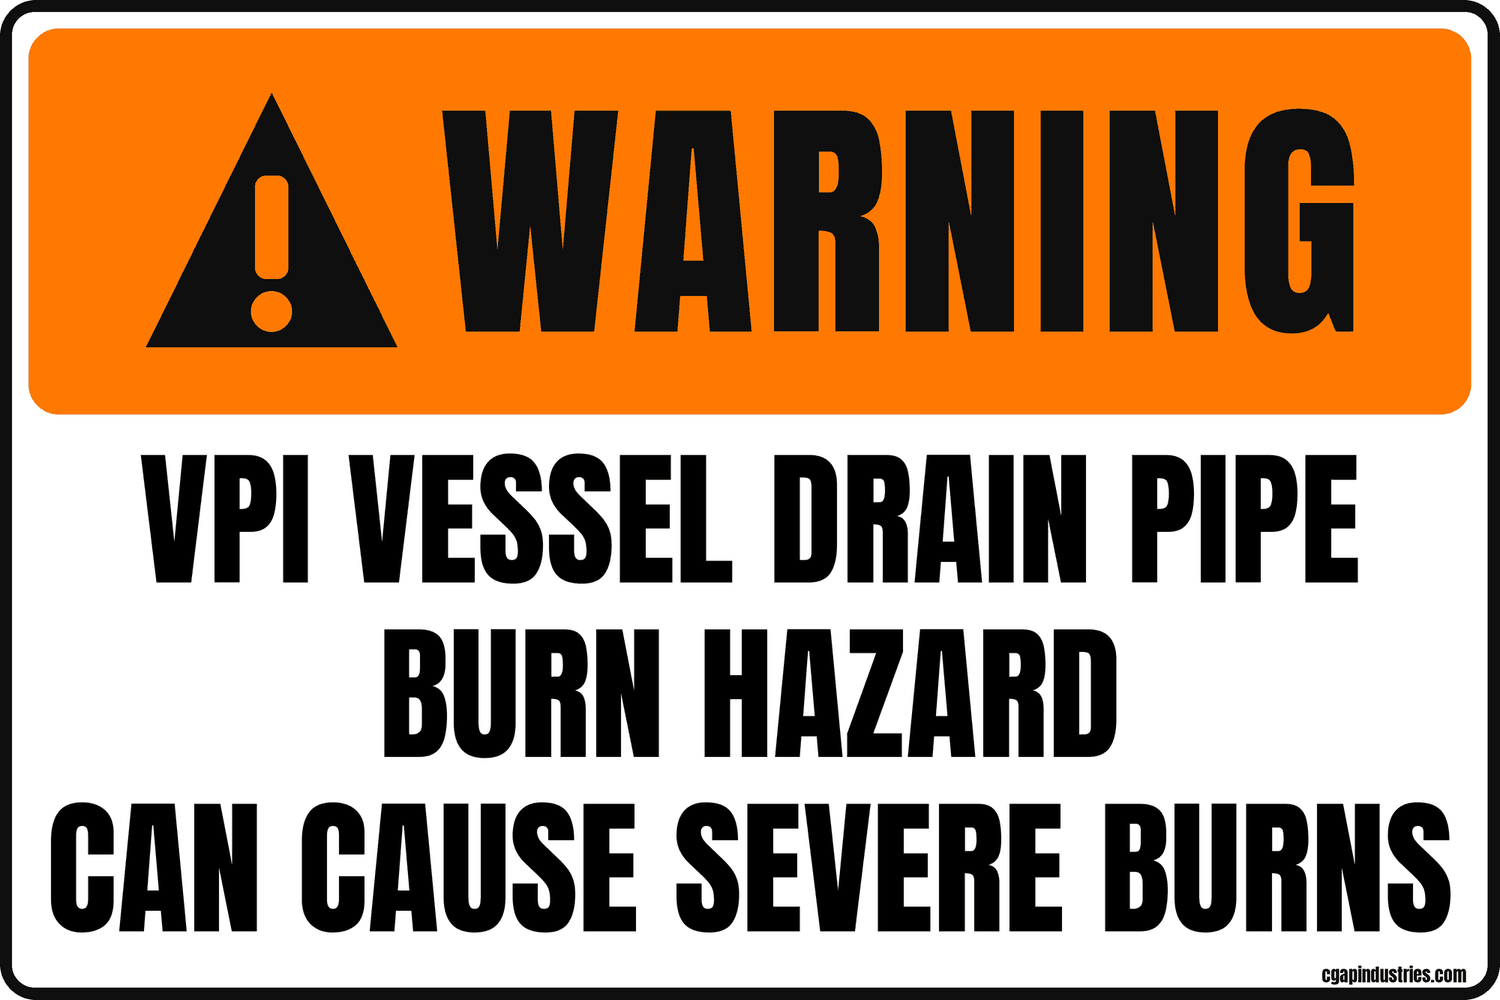 WARNING
VPI VESSEL DRAIN PIPE
BURN HAZARD
CAN CAUSE SEVERE BURNS
cgapindustries.com